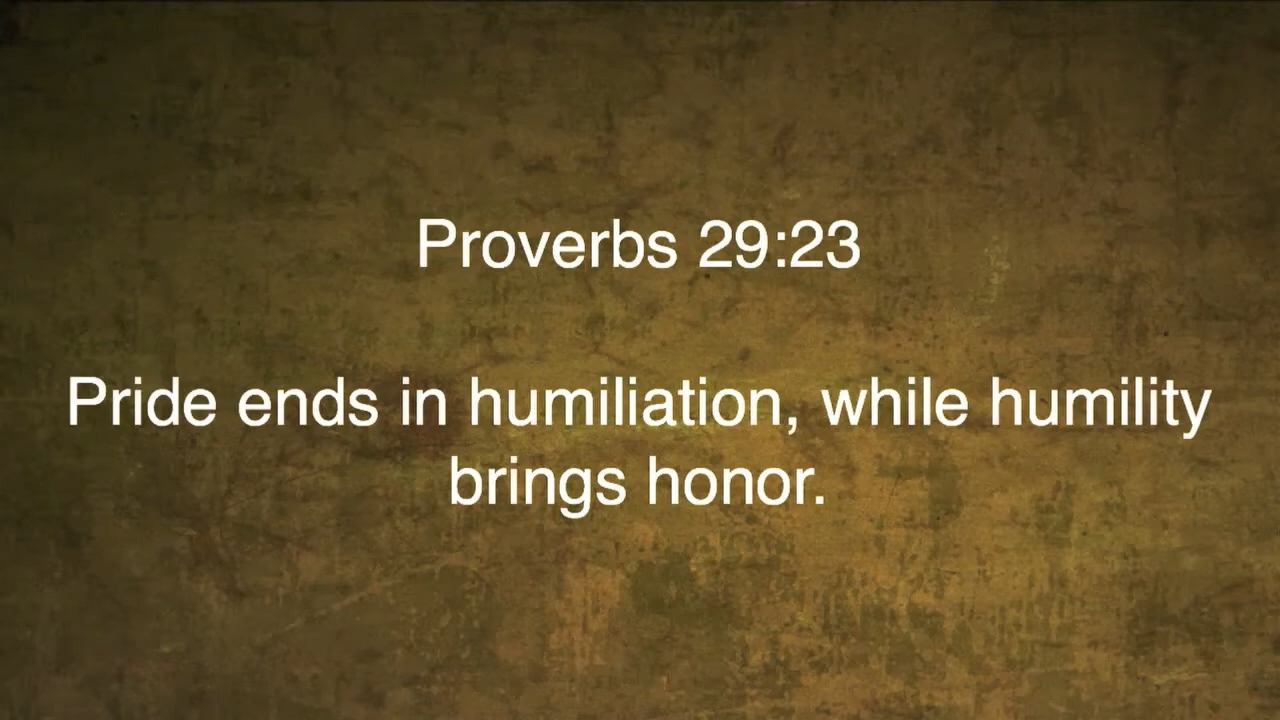 Proverbs 29:23
Pride ends in humiliation, while humility
brings honor.